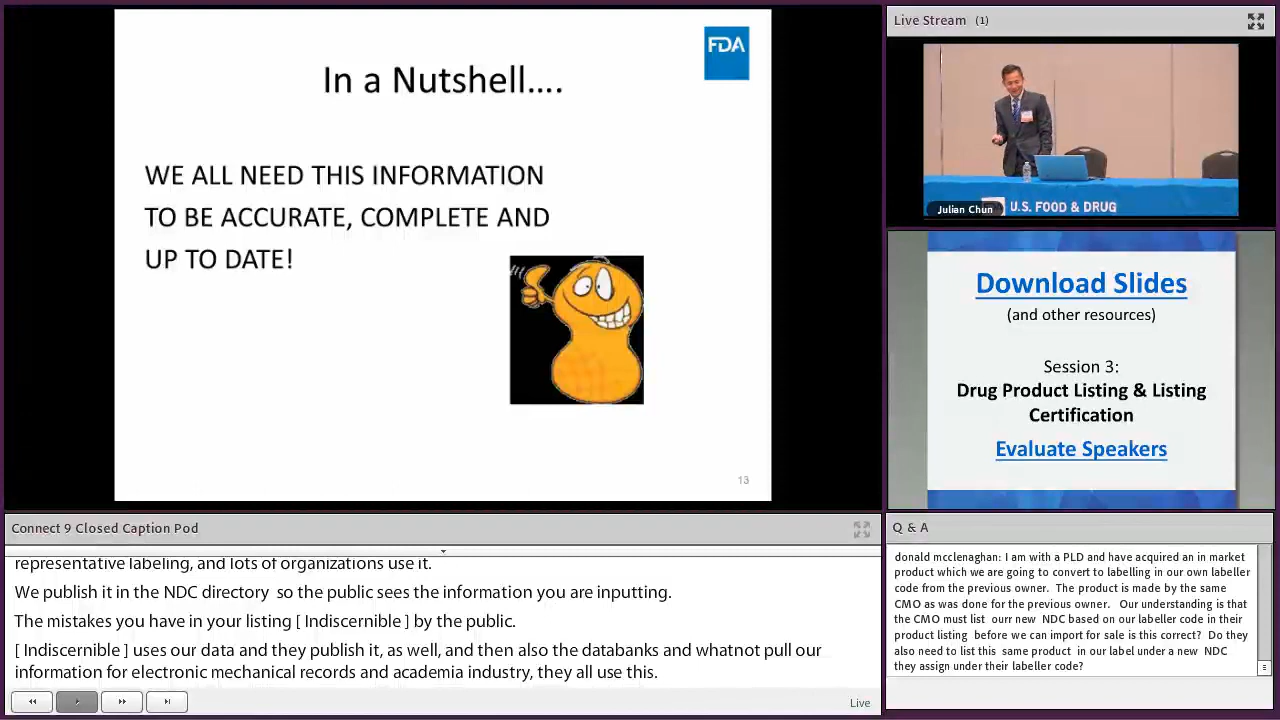 FDA
In a Nutshell....
WE ALL NEED THIS INFORMATION
TO BE ACCURATE, COMPLETE AND
UP TO DATE!
13
Live Stream (1)
Julian Chun
U.S. FOOD & DRUG
Download Slides
(and other resources)
Session 3:
Drug Product Listing & Listing
Certification
Evaluate Speakers
Connect 9 Closed Caption Pod
representative labeling, and lots of organizations use it.
We publish it in the NDC directory so the public sees the information you are inputting.
The mistakes you have in your listing [ Indiscernible ] by the public.
[ Indiscernible ] uses our data and they publish it, as well, and then also the databanks and whatnot pull our
information for electronic mechanical records and academia industry, they all use this.
Live
Q & A
donald mcclenaghan: I am with a PLD and have acquired an in market
product which we are going to convert to labelling in our own labeller
code from the previous owner. The product is made by the same
CMO as was done for the previous owner. Our understanding is that
the CMO must list ourr new NDC based on our labeller code in their
product listing before we can import for sale is this correct? Do they
also need to list this same product in our label under a new NDC
they assign under their labeller code?